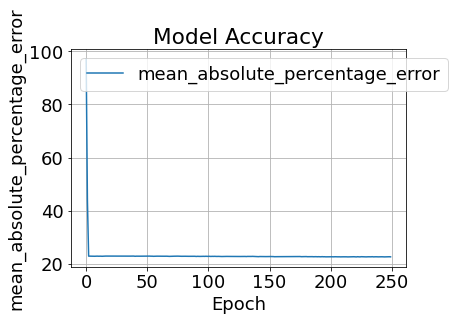 Model Accuracy
mean_absolute_percentage_error
mean_absolute_percentage_error
100
80
60
40
20
0 50 100 150 200 250
Epoch